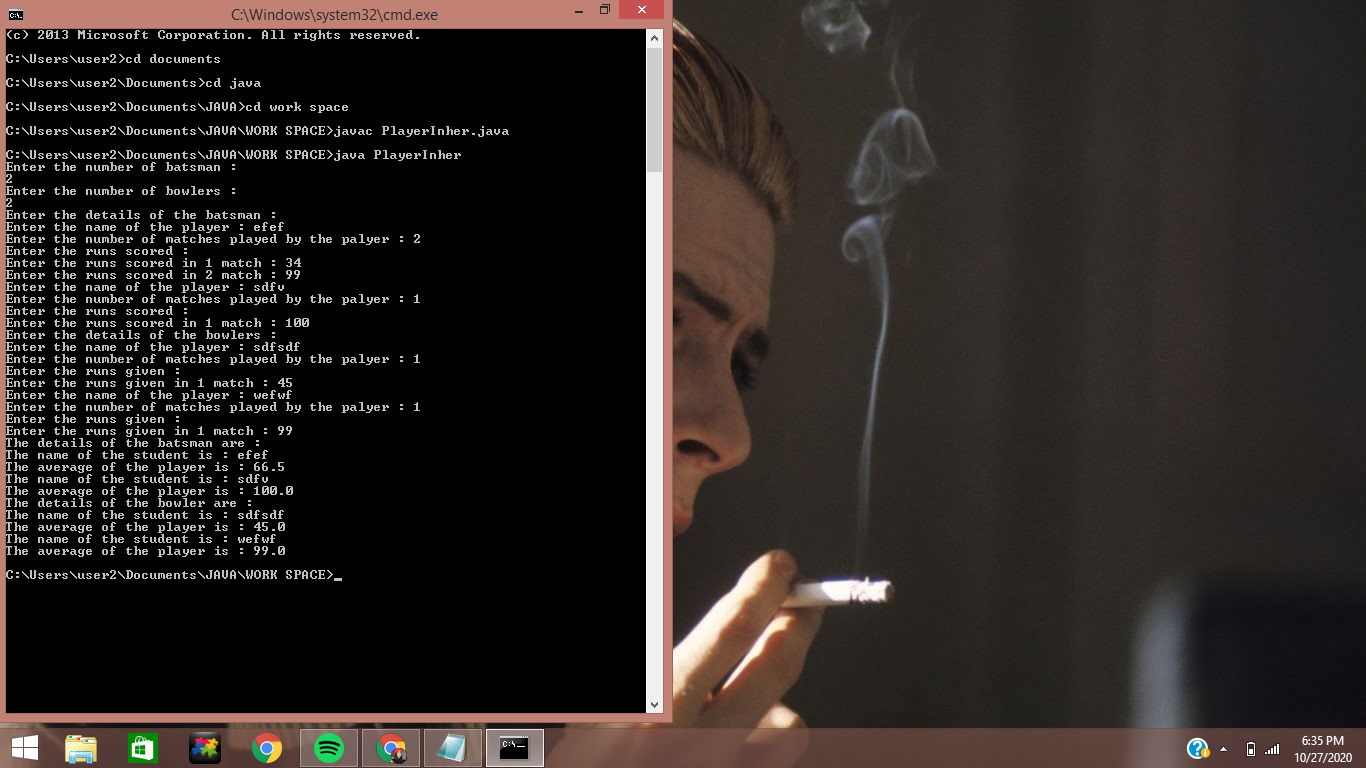 C:\Windows\system32\cmd.exe
(c) 2013 Microsoft Corporation. All rights reserved.
C:\Users\user2>cd documents
C:\Users\user2\Documents>cd java
C:\Users\user2\Documents\JAVA>cd work space
C:\Users\user2\Documents\JAVA\WORK SPACE>javac PlayerInher.java
C:\Users\user2\Documents\JAVA\WORK SPACE>java PlayerInher
Enter the number of batsman :
2
Enter the number of bowlers :
2
Enter the details of the batsman :
Enter the name of the player : efef
Enter the number of matches played by the palyer : 2
Enter the runs scored :
Enter the runs scored in 1 match : 34
Enter the runs scored in 2 match : 99
Enter the name of the player : sdfv
Enter the number of matches played by the palyer : 1
Enter the runs scored :
Enter the runs scored in 1 match : 100
Enter the details of the bowlers :
Enter the name of the player : sdfsdf
Enter the number of matches played by the palyer : 1
Enter the runs given :
Enter the runs given in 1 match : 45
Enter the name of the player : wefwf
Enter the number of matches played by the palyer : 1
Enter the runs given :
Enter the runs given in 1 match : 99
The details of the batsman are :
The name of the student is : efef
The average of the player is : 66.5
The name of the student is : sdfv
The average of the player is : 100.0
The details of the bowler are :
The name of the student is : sdfsdf
The average of the player is : 45.0
The name of the student is : wefwf
The average of the player is : 99.0
C:\Users\user2\Documents\JAVA\WORK SPACE>_
6:35 PM
10/27/2020